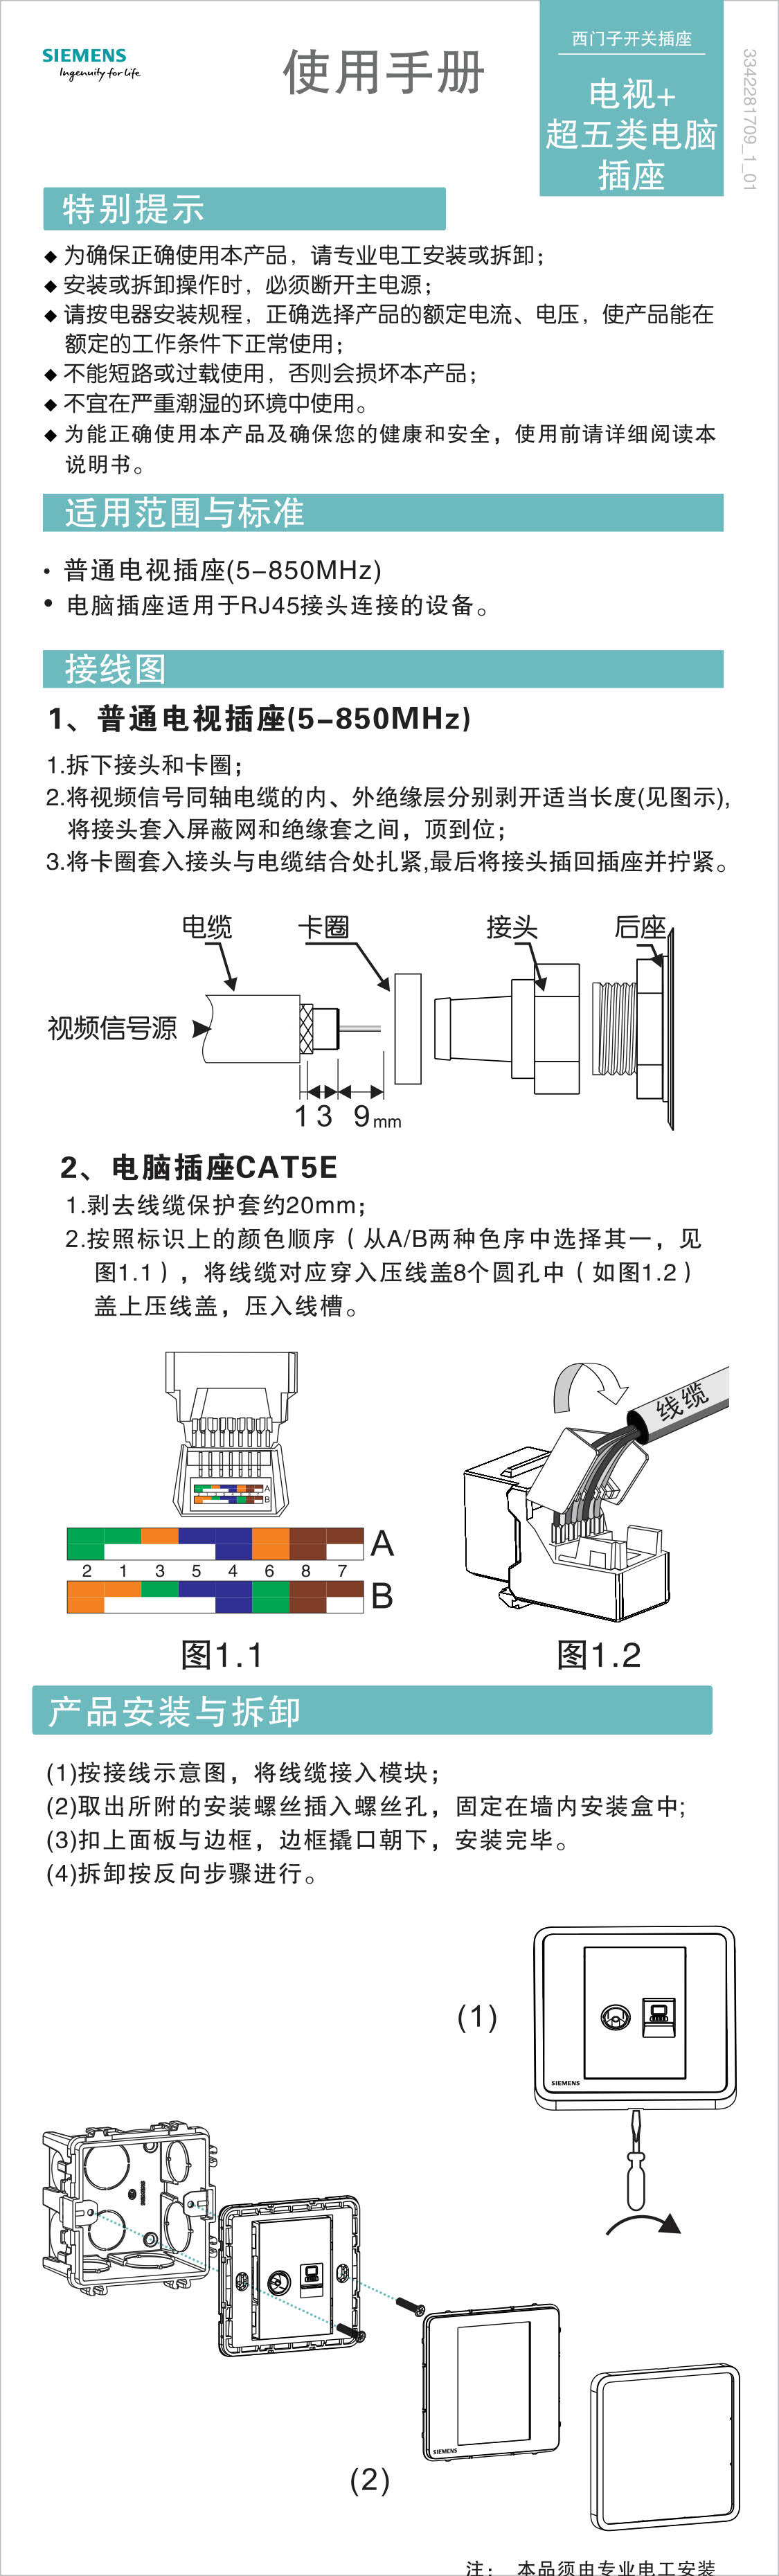 SIEMENS
Ingenuity for life
使用手册
西门子开关插座
电视+
超五类电脑
插座
3342281709_1_01
特别提示
◆ 为确保正确使用本产品，请专业电工安装或拆卸；
◆ 安装或拆卸操作时，必须断开主电源；
◆ 请按电器安装规程，正确选择产品的额定电流、电压，使产品能在
额定的工作条件下正常使用；
◆ 不能短路或过载使用，否则会损坏本产品；
◆ 不宜在严重潮湿的环境中使用。
◆ 为能正确使用本产品及确保您的健康和安全，使用前请详细阅读本
说明书。
适用范围与标准
• 普通电视插座(5–850MHz)
• 电脑插座适用于RJ45接头连接的设备。
接线图
1、普通电视插座(5–850MHz)
1.拆下接头和卡圈；
2.将视频信号同轴电缆的内、外绝缘层分别剥开适当长度(见图示),
将接头套入屏蔽网和绝缘套之间，顶到位；
3.将卡圈套入接头与电缆结合处扎紧,最后将接头插回插座并拧紧。
电缆 卡圈 接头 后座
视频信号源
1 3 9mm
2、电脑插座CAT5E
1.剥去线缆保护套约20mm；
2.按照标识上的颜色顺序（从A/B两种色序中选择其一，见
图1.1），将线缆对应穿入压线盖8个圆孔中（如图1.2）
盖上压线盖，压入线槽。
线缆
A
B
A
2 1 3 5 4 6 8 7
B
图1.1 图1.2
产品安装与拆卸
(1)按接线示意图，将线缆接入模块；
(2)取出所附的安装螺丝插入螺丝孔，固定在墙内安装盒中;
(3)扣上面板与边框，边框撬口朝下，安装完毕。
(4)拆卸按反向步骤进行。
(1)
SIEMENS
SIEMENS
SIEMENS
(2)
注： 本品须由专业电工安装